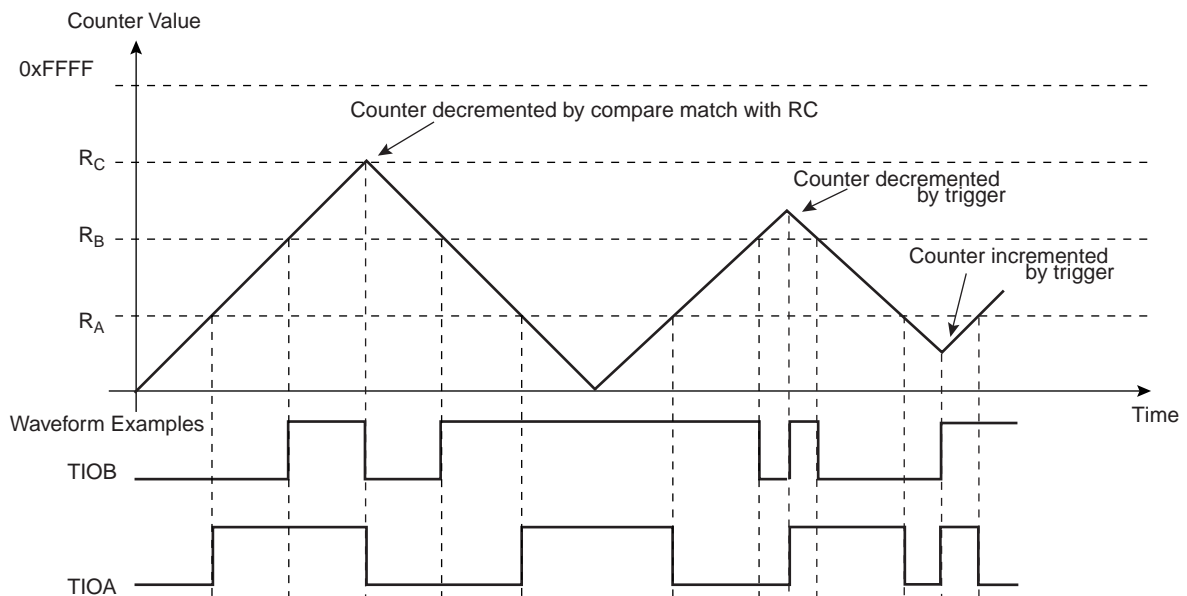 Counter Value
0xFFFF
Counter decremented by compare match with RC
RC
Counter decremented
by trigger
RB
Counter incremented
by trigger
RA
Time
Waveform Examples
TIOB
TIOA